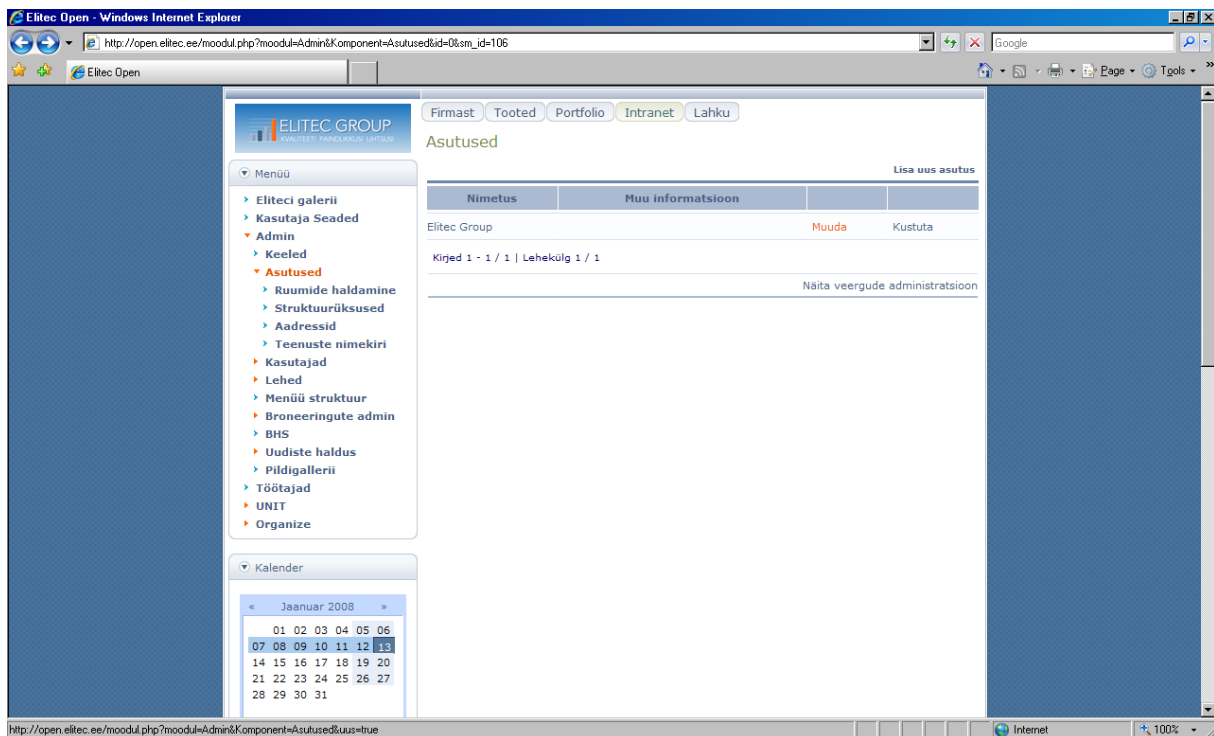 Elitec Open - Windows Internet Explorer
http://open.elitec.ee/moodul.php?moodul=Admin&Komponent=Asutused&id=0&sm_id=106
Google
Elitec Open
Page
Tools
»
ELITEC GROUP
KVALITEETI PAINDLIKKUSI UHTSUSI
Firmast Tooted Portfolio Intranet Lahku
Asutused
Lisa uus asutus
Nimetus Muu informatsioon
Elitec Group Muuda Kustuta
Kirjed 1 - 1 / 1 | Lehekülg 1 / 1
Näita veergude administratsioon
Menüü
Eliteci galerii
Kasutaja Seaded
Admin
Keeled
Asutused
Ruumide haldamine
Struktuurüksused
Aadressid
Teenuste nimekiri
Kasutajad
Lehed
Menüü struktuur
Broneeringute admin
BHS
Uudiste haldus
Pildigallerii
Töötajad
UNIT
Organize
Kalender
« Jaanuar 2008 »
01 02 03 04 05 06
07 08 09 10 11 12 13
14 15 16 17 18 19 20
21 22 23 24 25 26 27
28 29 30 31
http://open.elitec.ee/moodul.php?moodul=Admin&Komponent=Asutused&uus=true
Internet
100%